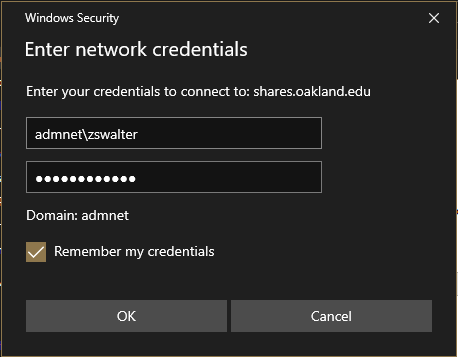 Windows Security
Enter network credentials
Enter your credentials to connect to: shares.oakland.edu
admnet\zswalter
●●●●●●●●●●●●
Domain: admnet
Remember my credentials
OK
Cancel